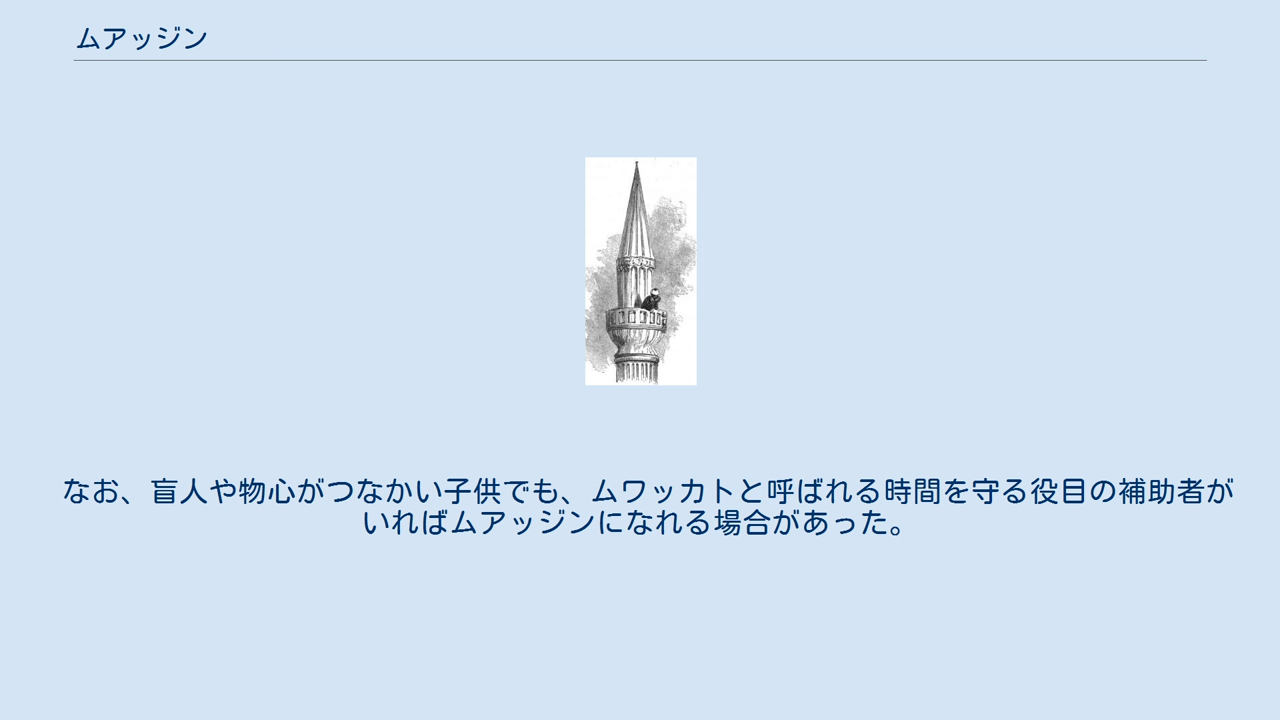 ムアッジン
なお、盲人や物心がつなかい子供でも、ムワッカトと呼ばれる時間を守る役目の補助者が
いればムアッジンになれる場合があった。